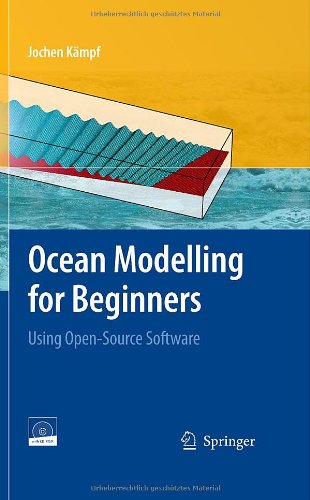 Urheberrechtlich geschütztes Material
Jochen Kämpf
Ocean Modelling
for Beginners
Using Open-Source Software
Springer
Urheberrechtlich geschütztes Material